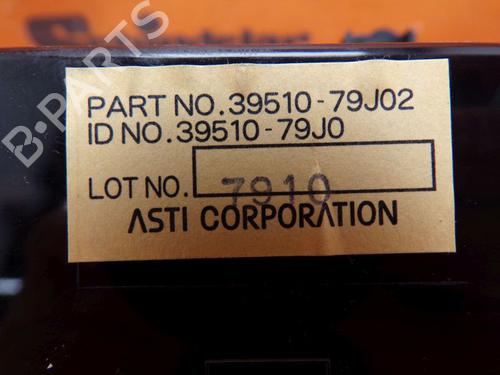 PART NO.39510-79J02
ID NO.39510-79J0
LOT NO. 7910
ASTI CORPORATION
B-PARTS